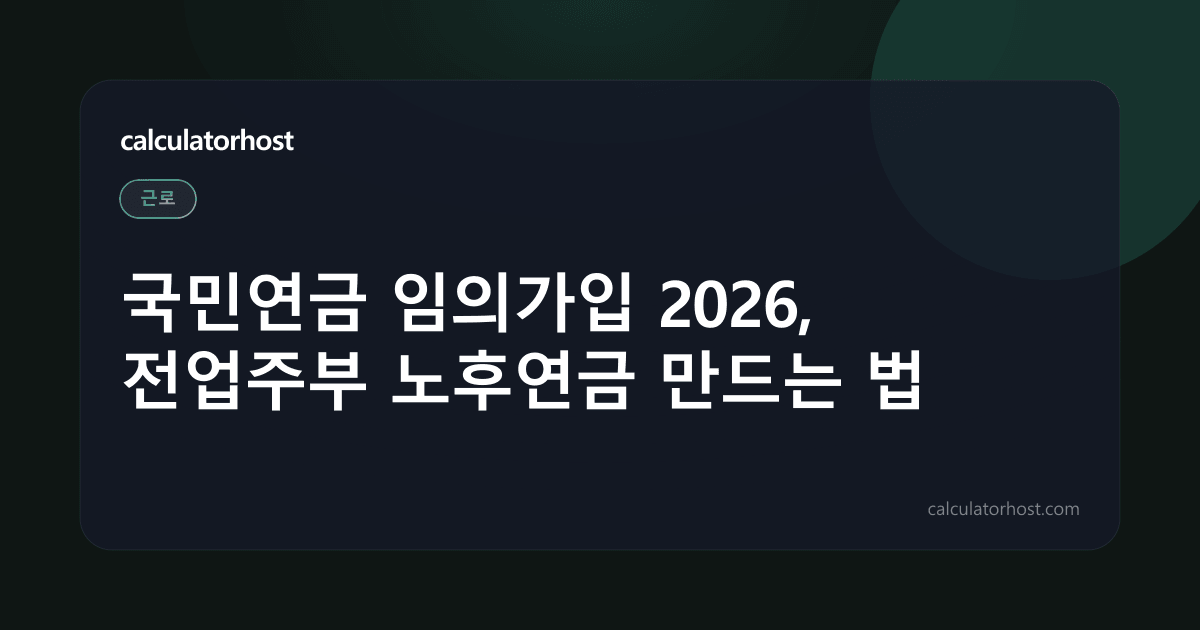 calculatorhost
근로
국민연금 임의가입 2026,
전업주부 노후연금 만드는 법
calculatorhost.com